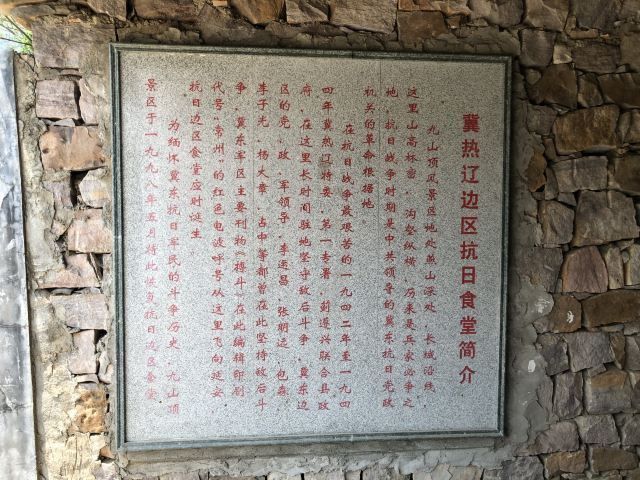 冀热辽边区抗日食堂简介
九山顶风景区地处燕山深处，长城沿线，
这里山高林密，沟壑纵横，历来是兵家必争之
地，抗日战争时期是中共领导的冀东抗日党政
机关的革命根据地。
在抗日战争最艰苦的一九四二年至一九四
四年冀热辽特委，第一专署，蓟遵兴联合县政
府，在这里长时间驻地坚守敌后斗争，冀东边
区的党，政，军领导，李运昌，张明远，包森，
李子光，杨大章，占中等都曾在此坚持敌后斗
争，冀东军区主要刊物《搏斗》在此编辑印刷
代号“常州”的红色电波呼号从这里飞向延安，
抗日边区食堂应时诞生。
为缅怀冀东抗日军民的斗争历史，九山顶
景区于一九九八年五月将此恢复抗日边区食堂